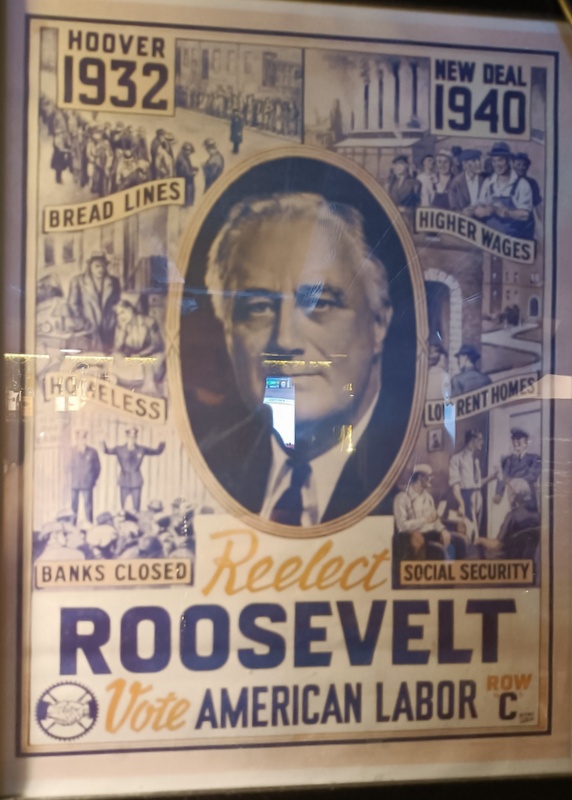 HOOVER
1932
NEW DEAL
1940
BREAD LINES
HIGHER WAGES
HOMELESS
LOW RENT HOMES
BANKS CLOSED
SOCIAL SECURITY
Reelect
ROOSEVELT
Vote AMERICAN LABOR ROW C